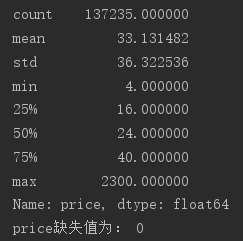 count    137235.000000
mean         33.131482
std          36.322536
min           4.000000
25%          16.000000
50%          24.000000
75%          40.000000
max        2300.000000
Name: price, dtype: float64
price缺失值为: 0